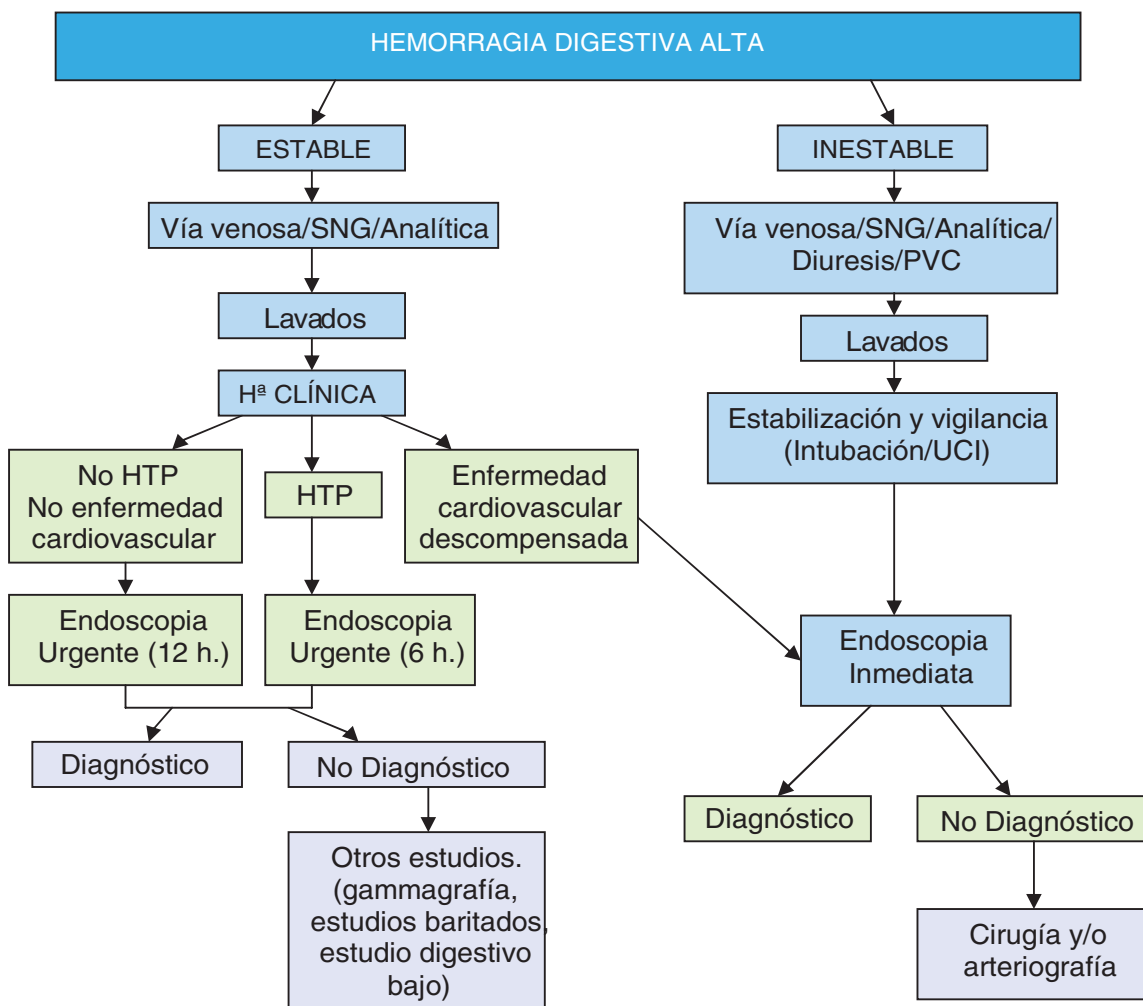 HEMORRAGIA DIGESTIVA ALTA
ESTABLE
INESTABLE
Vía venosa/SNG/Analítica
Vía venosa/SNG/Analítica/
Diuresis/PVC
Lavados
Lavados
Hª CLÍNICA
Estabilización y vigilancia
(Intubación/UCI)
No HTP
No enfermedad
cardiovascular
HTP
Enfermedad
cardiovascular
descompensada
Endoscopia
Urgente (12 h.)
Endoscopia
Urgente (6 h.)
Endoscopia
Inmediata
Diagnóstico
No Diagnóstico
Diagnóstico
No Diagnóstico
Otros estudios.
(gammagrafía,
estudios baritados,
estudio digestivo
bajo)
Cirugía y/o
arteriografía